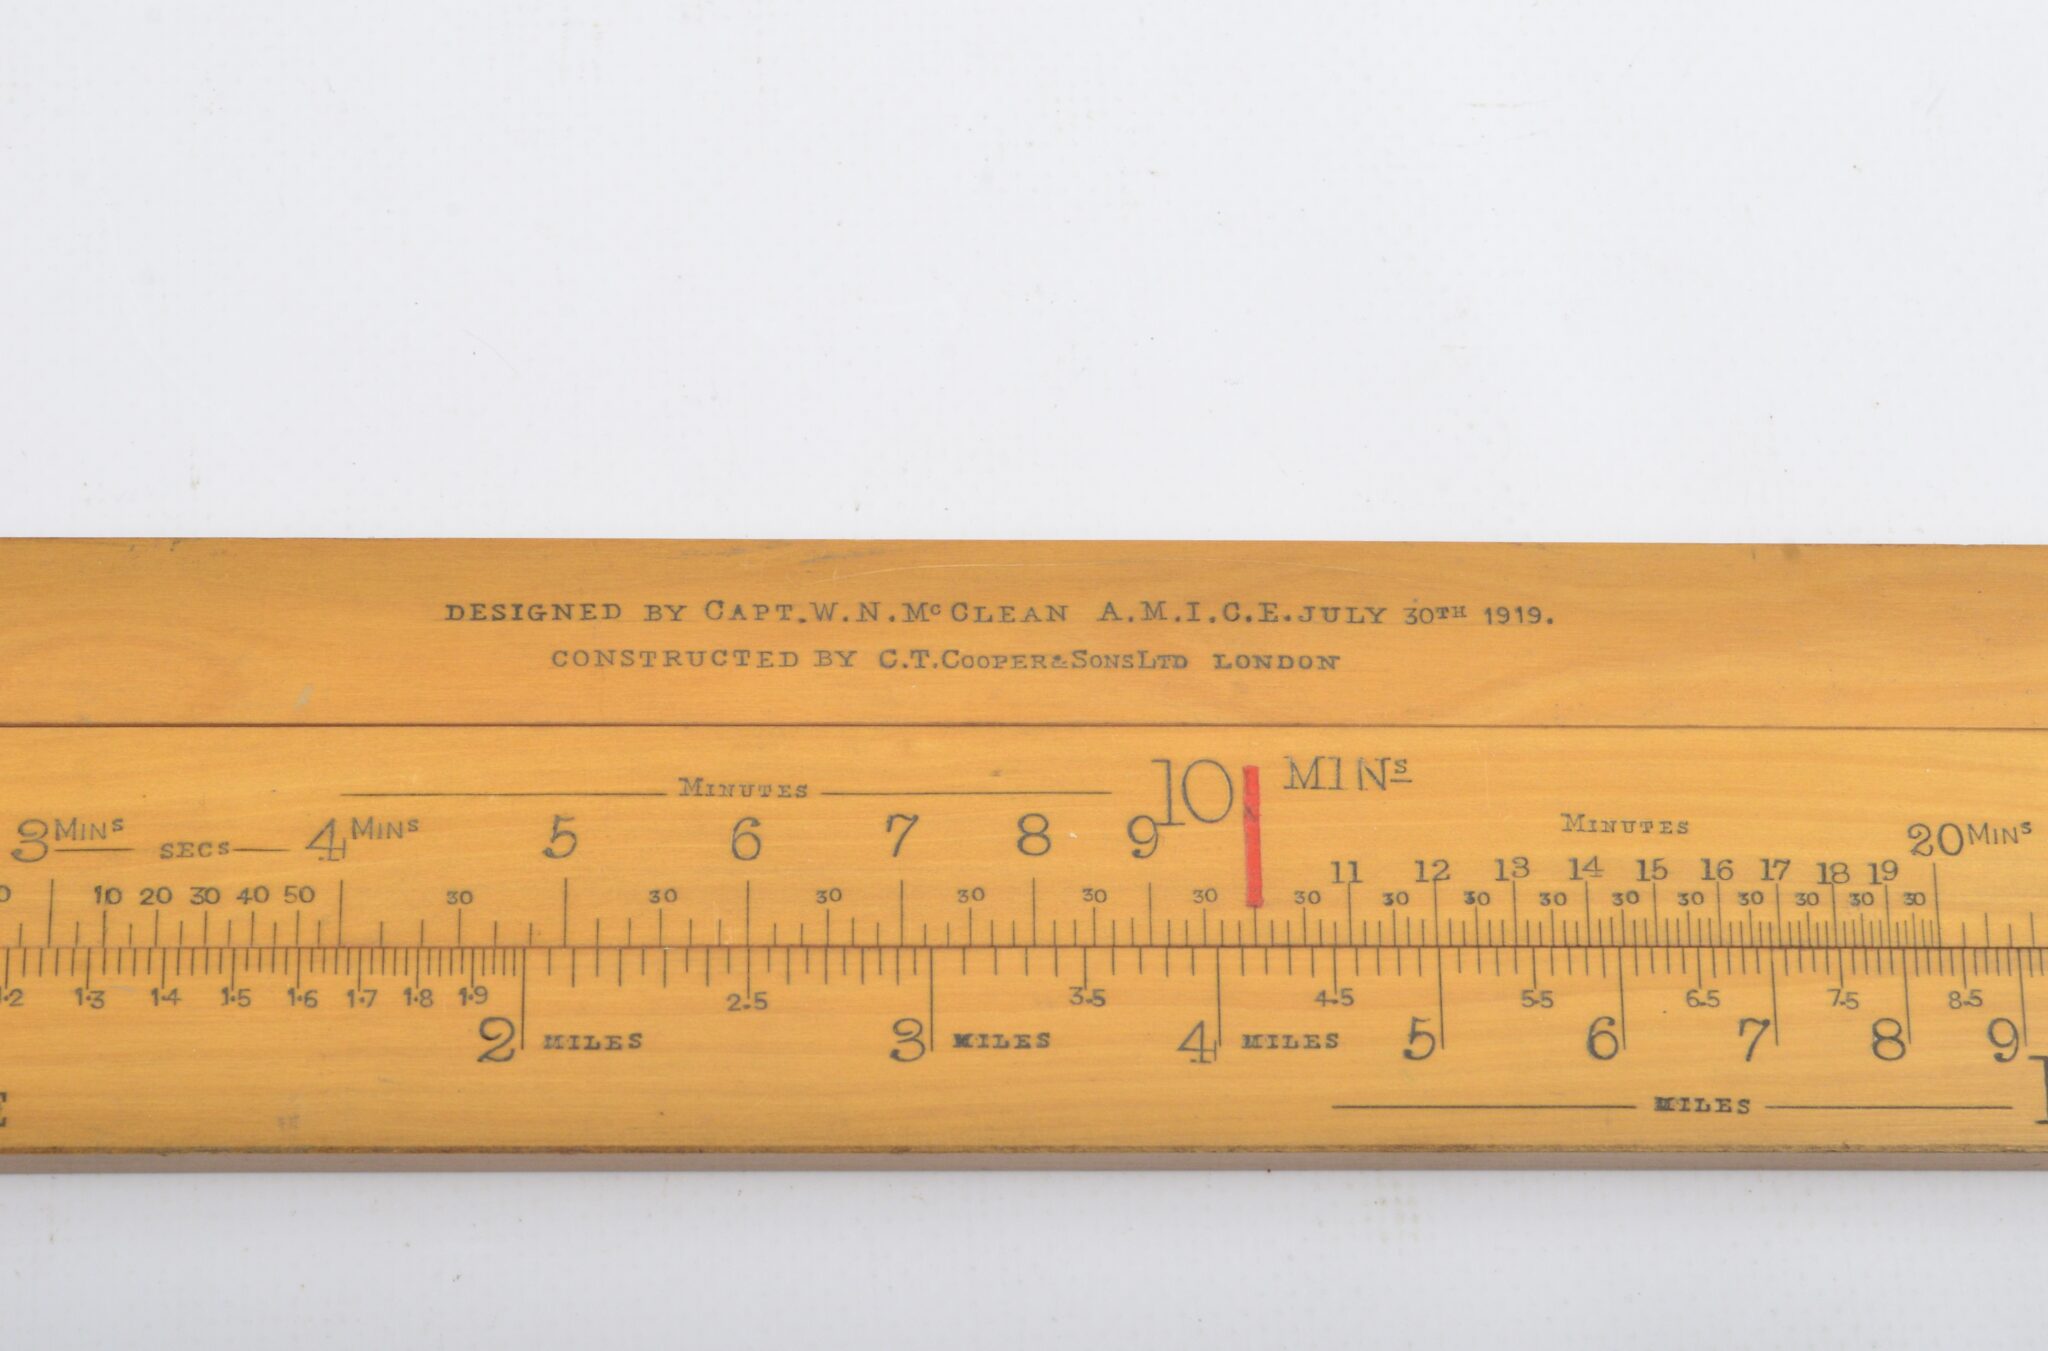 DESIGNED BY CAPT. W. N. McCLEAN A.M.I.C.E. JULY 30TH 1919.
CONSTRUCTED BY C.T. COOPER & SONS LTD LONDON
10 MINs
MINUTES
3 MINs SECS 4 MINs 5 6 7 8 9
MINUTES
20 MINs
11 12 13 14 15 16 17 18 19
10 20 30 40 50 30 30 30 30 30 30 30 30 30 30 30 30 30 30 30 30
1.3 1.4 1.5 1.6 1.7 1.8 1.9 2.5 3.5 4.5 5.5 6.5 7.5 8.5
2 MILES 3 MILES 4 MILES 5 6 7 8 9
MILES